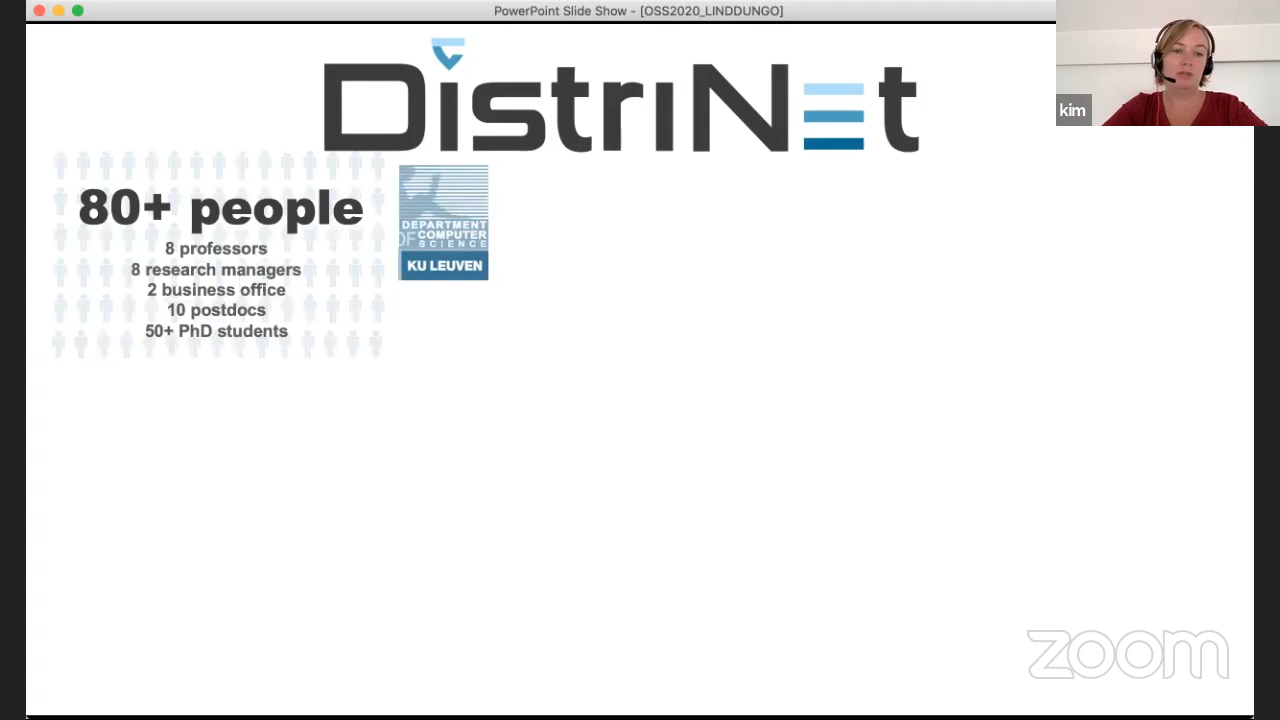 PowerPoint Slide Show - [OSS2020_LINDDUNGO]
DistriNet
kim
80+ people
8 professors
8 research managers
2 business office
10 postdocs
50+ PhD students
DEPARTMENT
OF COMPUTER
SCIENCE
KU LEUVEN
zoom